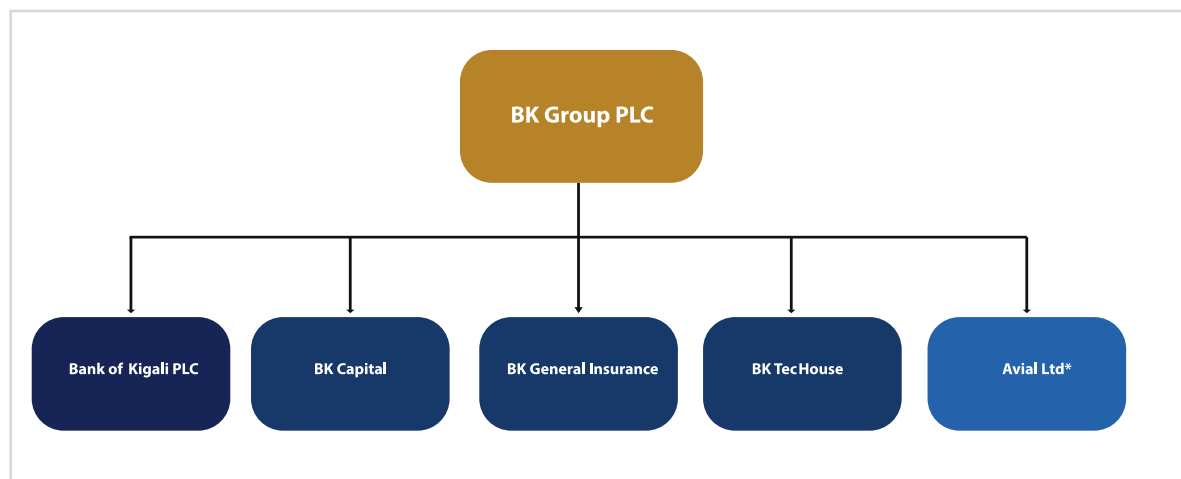 BK Group PLC
Bank of Kigali PLC
BK Capital
BK General Insurance
BK TecHouse
Avial Ltd*